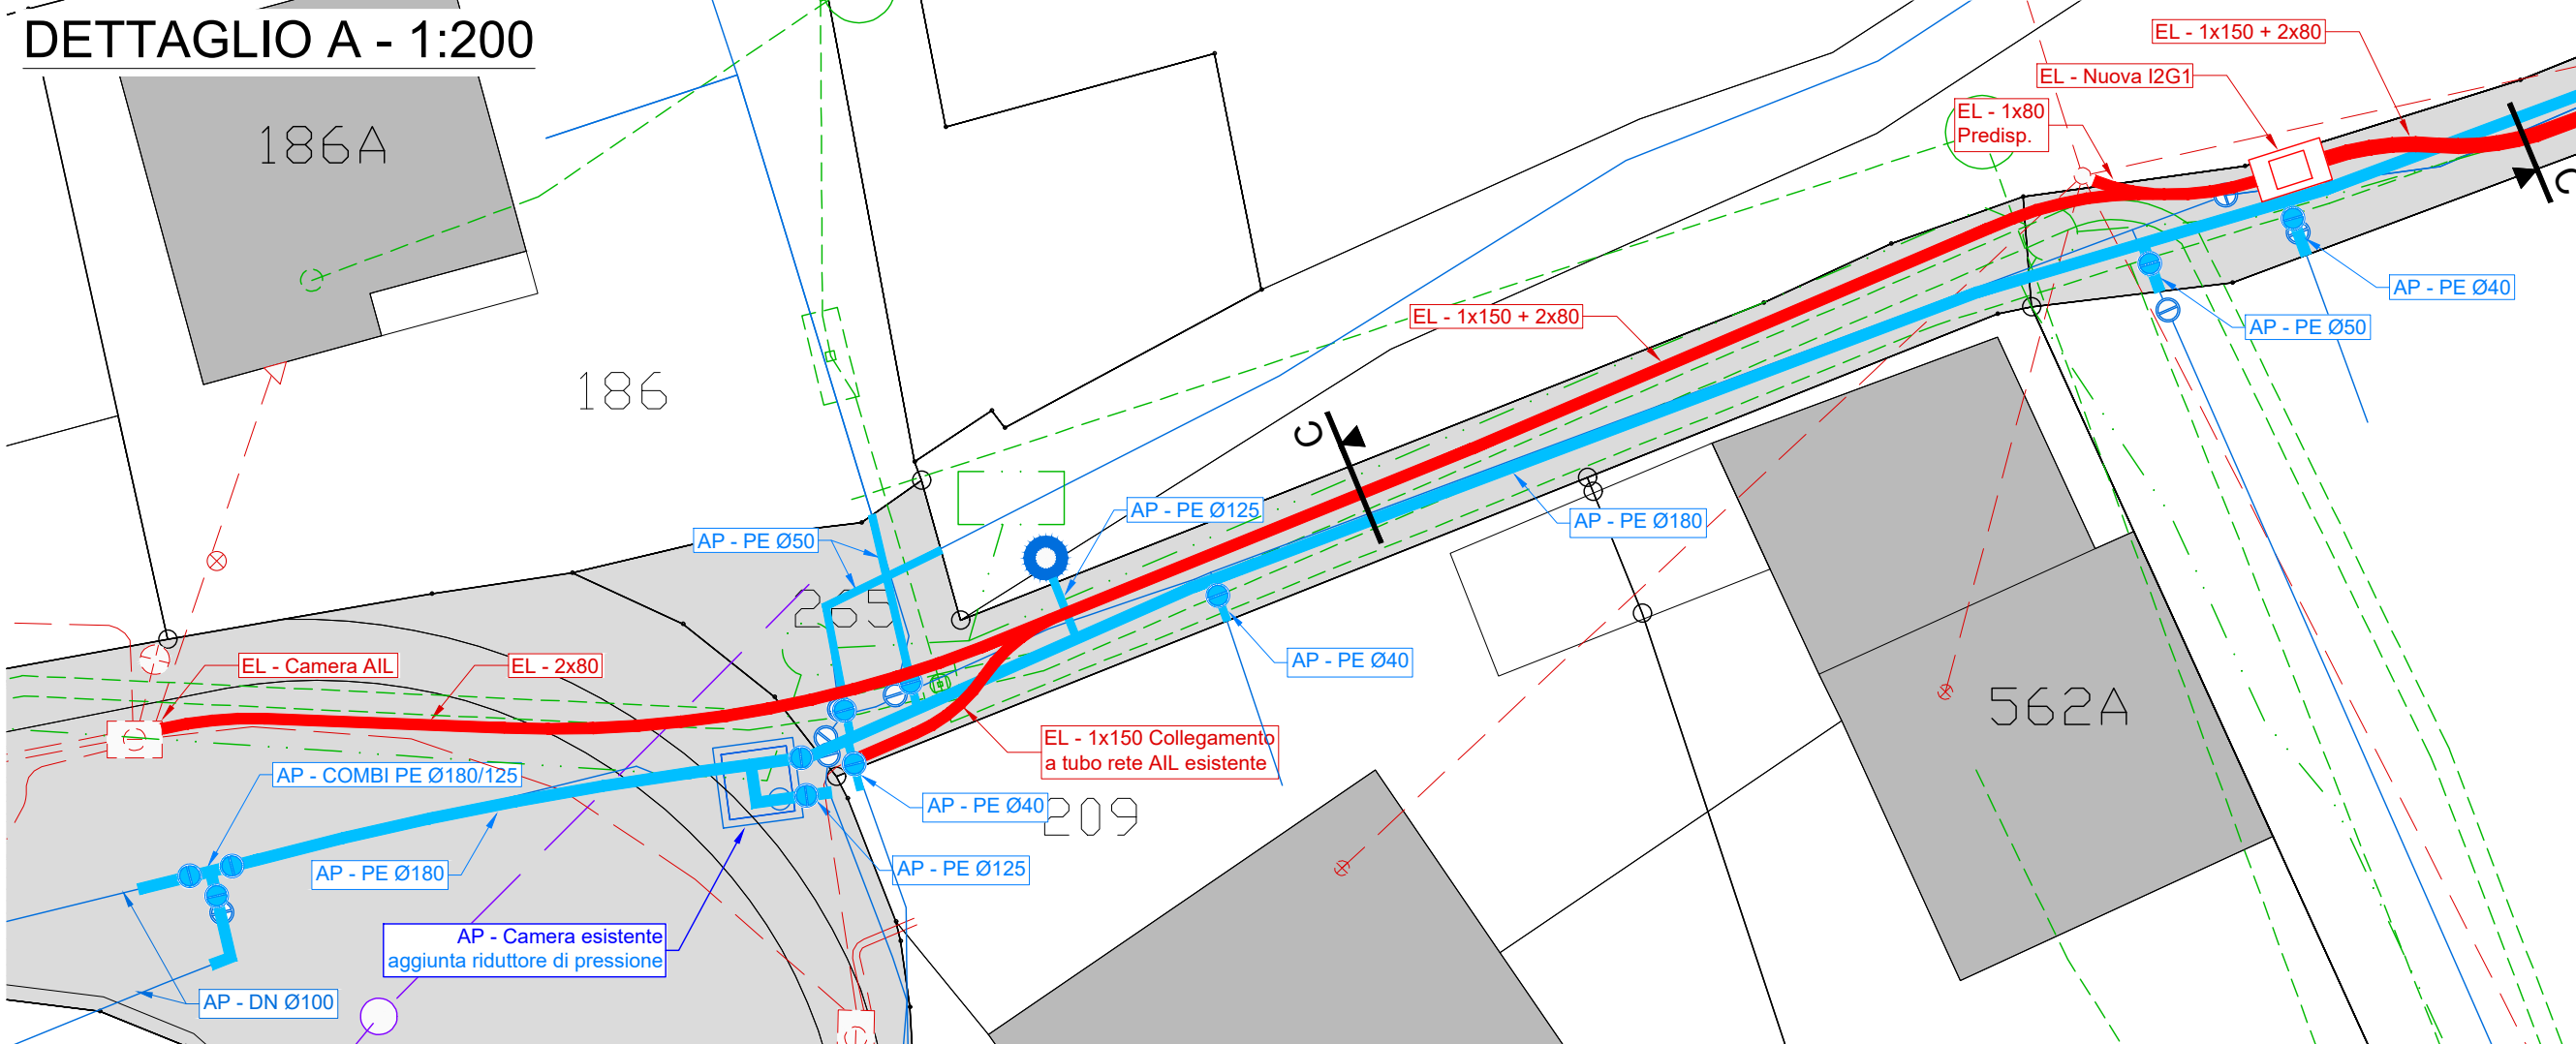 DETTAGLIO A - 1:200
EL - 1x150 + 2x80
EL - Nuova I2G1
EL - 1x80
Predisp.
186A
C
AP - PE Ø40
EL - 1x150 + 2x80
AP - PE Ø50
186
C
AP - PE Ø125
AP - PE Ø180
AP - PE Ø50
265
EL - Camera AIL
EL - 2x80
AP - PE Ø40
562A
EL - 1x150 Collegamento
a tubo rete AIL esistente
AP - COMBI PE Ø180/125
AP - PE Ø40
209
AP - PE Ø180
AP - PE Ø125
AP - Camera esistente
aggiunta riduttore di pressione
AP - DN Ø100